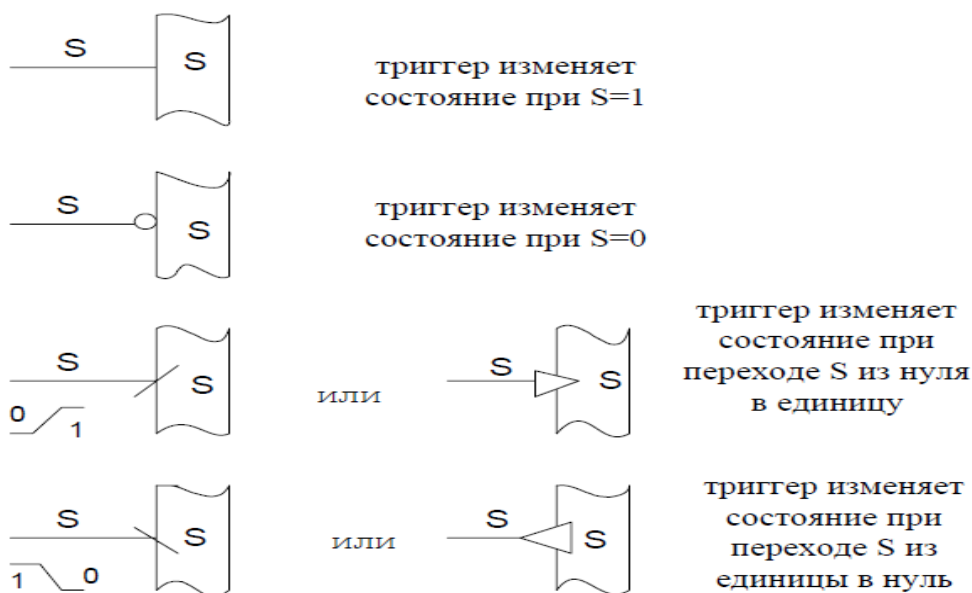 S
S
триггер изменяет
состояние при S=1
S
S
триггер изменяет
состояние при S=0
S
S
0
1
или
S
S
триггер изменяет
состояние при
переходе S из нуля
в единицу
S
S
1
0
или
S
S
триггер изменяет
состояние при
переходе S из
единицы в нуль